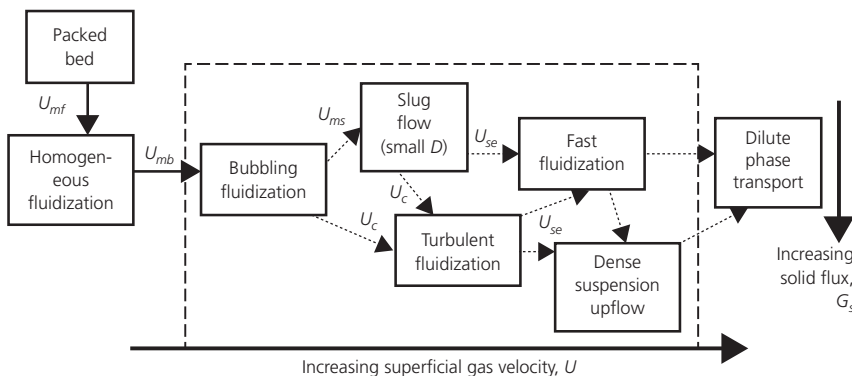 Packed
bed
U_mf
Homogen-
eous
fluidization
U_mb
Bubbling
fluidization
U_ms
Slug
flow
(small D)
U_c
U_c
U_se
Turbulent
fluidization
U_se
Fast
fluidization
Dense
suspension
upflow
Dilute
phase
transport
Increasing
solid flux,
G_s
Increasing superficial gas velocity, U